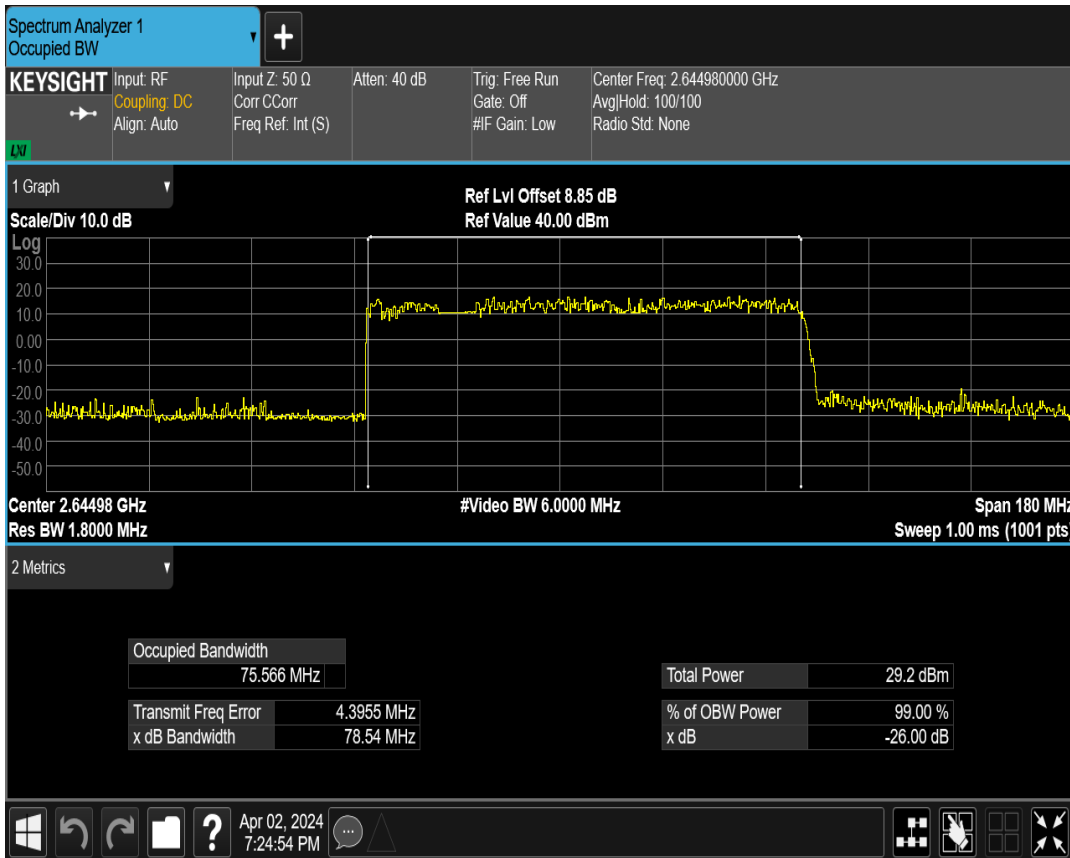 Spectrum Analyzer 1
Occupied BW
+
KEYSIGHT
LXI
Input: RF
Coupling: DC
Align: Auto
Input Z: 50 Ω
Corr CCorr
Freq Ref: Int (S)
Atten: 40 dB
Trig: Free Run
Gate: Off
#IF Gain: Low
Center Freq: 2.644980000 GHz
Avg|Hold: 100/100
Radio Std: None
1 Graph
Scale/Div 10.0 dB
Ref Lvl Offset 8.85 dB
Ref Value 40.00 dBm
Log
30.0
20.0
10.0
0.00
-10.0
-20.0
-30.0
-40.0
-50.0
Center 2.64498 GHz
#Video BW 6.0000 MHz
Span 180 MHz
Res BW 1.8000 MHz
Sweep 1.00 ms (1001 pts)
2 Metrics
Occupied Bandwidth
75.566 MHz
Total Power 29.2 dBm
Transmit Freq Error 4.3955 MHz
% of OBW Power 99.00 %
x dB Bandwidth 78.54 MHz
x dB -26.00 dB
?
Apr 02, 2024
7:24:54 PM